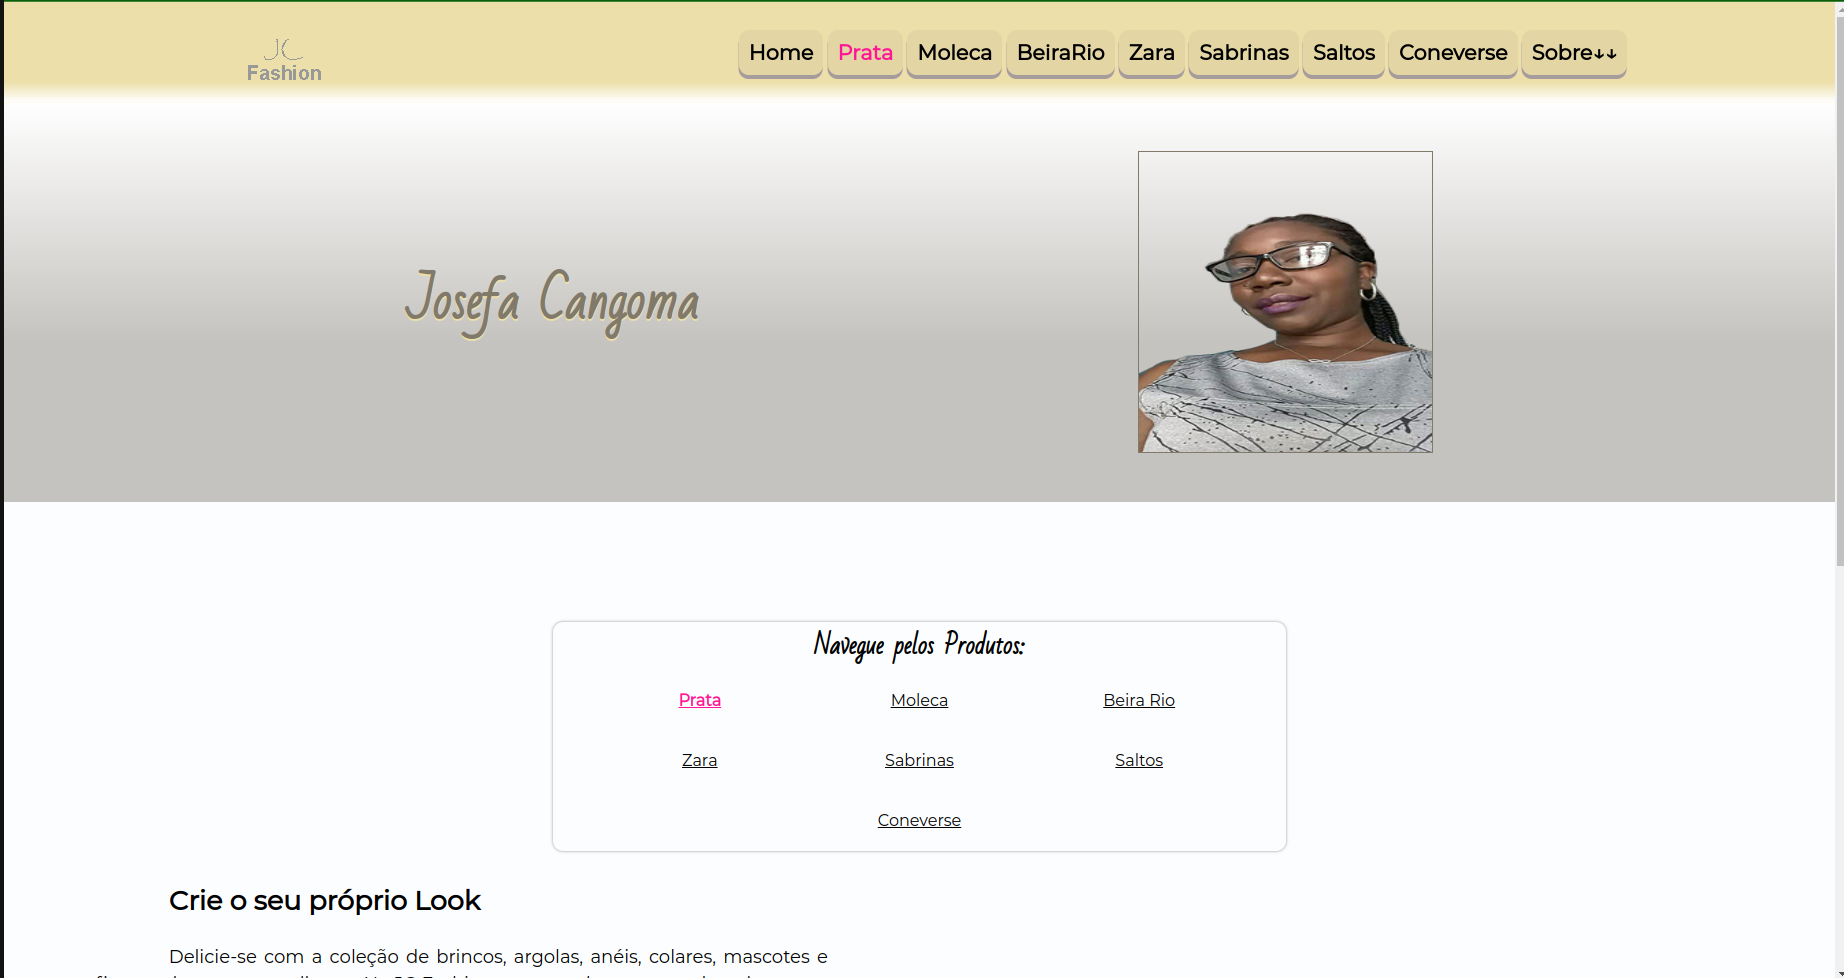 JC
Fashion
Home Prata Moleca BeiraRio Zara Sabrinas Saltos Coneverse Sobre↓↓
Josefa Cangoma
Navegue pelos Produtos:
Prata Moleca Beira Rio
Zara Sabrinas Saltos
Coneverse
Crie o seu próprio Look
Delicie-se com a coleção de brincos, argolas, anéis, colares, mascotes e